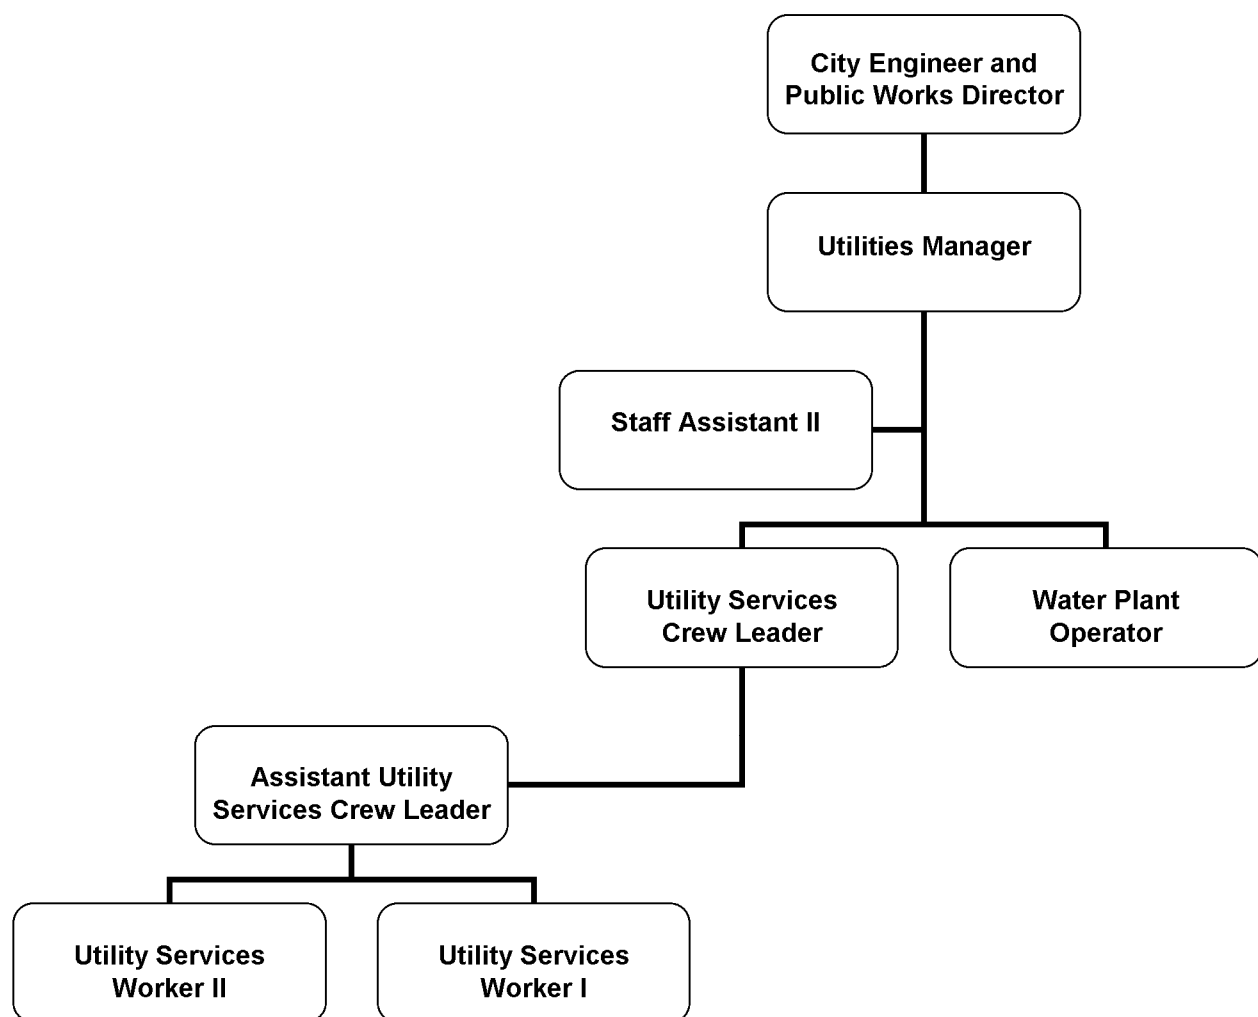 City Engineer and
Public Works Director
Utilities Manager
Staff Assistant II
Utility Services
Crew Leader
Water Plant
Operator
Assistant Utility
Services Crew Leader
Utility Services
Worker II
Utility Services
Worker I